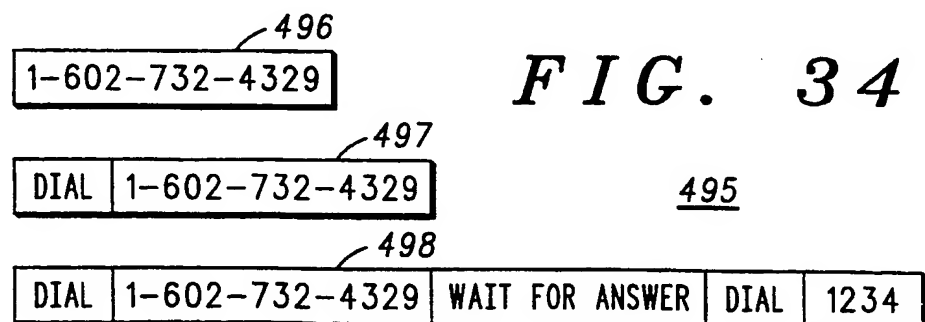 496
1-602-732-4329
FIG. 34
497
DIAL 1-602-732-4329
495
498
DIAL 1-602-732-4329 WAIT FOR ANSWER DIAL 1234